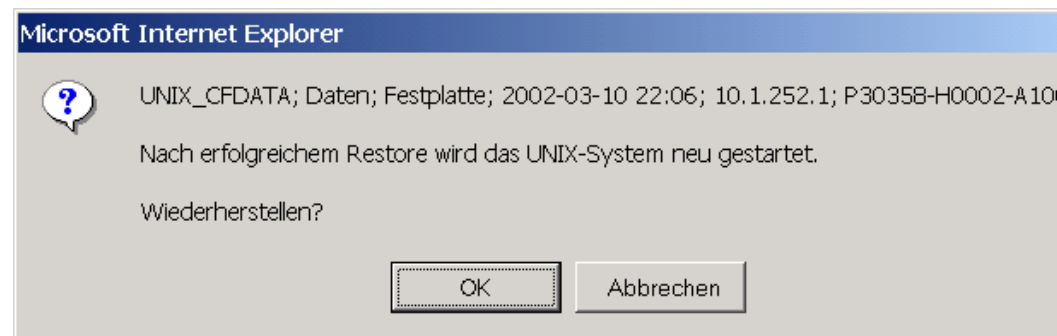 Microsoft Internet Explorer
UNIX_CFDATA; Daten; Festplatte; 2002-03-10 22:06; 10.1.252.1; P30358-H0002-A10
Nach erfolgreichem Restore wird das UNIX-System neu gestartet.
Wiederherstellen?
OK
Abbrechen